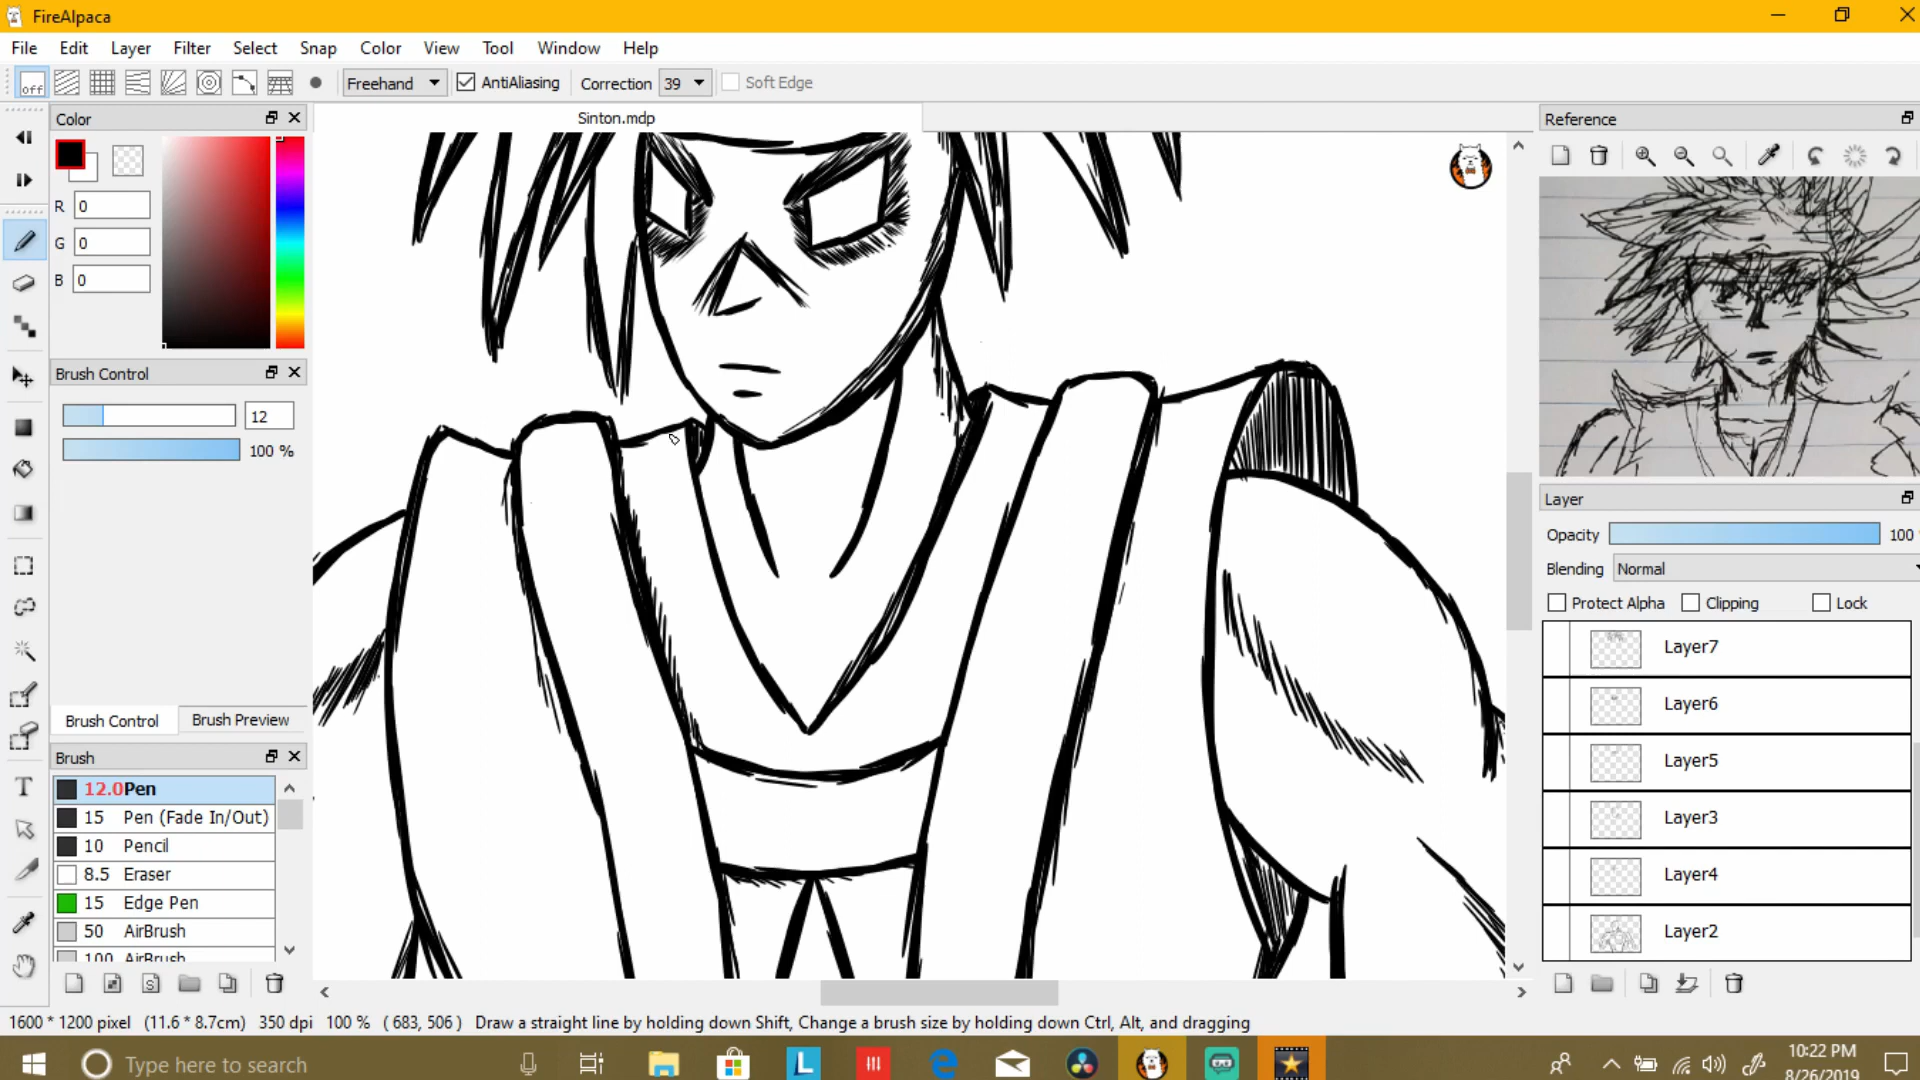 FireAlpaca
File Edit Layer Filter Select Snap Color View Tool Window Help
off Freehand AntiAliasing Correction 39 Soft Edge
Color
Sinton.mdp
Reference
R 0
G 0
B 0
Brush Control
12
100 %
Brush Control Brush Preview
Brush
12.0 Pen
15 Pen (Fade In/Out)
10 Pencil
8.5 Eraser
15 Edge Pen
50 AirBrush
100 AirBrush
Layer
Opacity 100
Blending Normal
Protect Alpha Clipping Lock
Layer7
Layer6
Layer5
Layer3
Layer4
Layer2
1600 * 1200 pixel (11.6 * 8.7cm) 350 dpi 100 % ( 683, 506 ) Draw a straight line by holding down Shift, Change a brush size by holding down Ctrl, Alt, and dragging
Type here to search
10:22 PM
8/26/2019